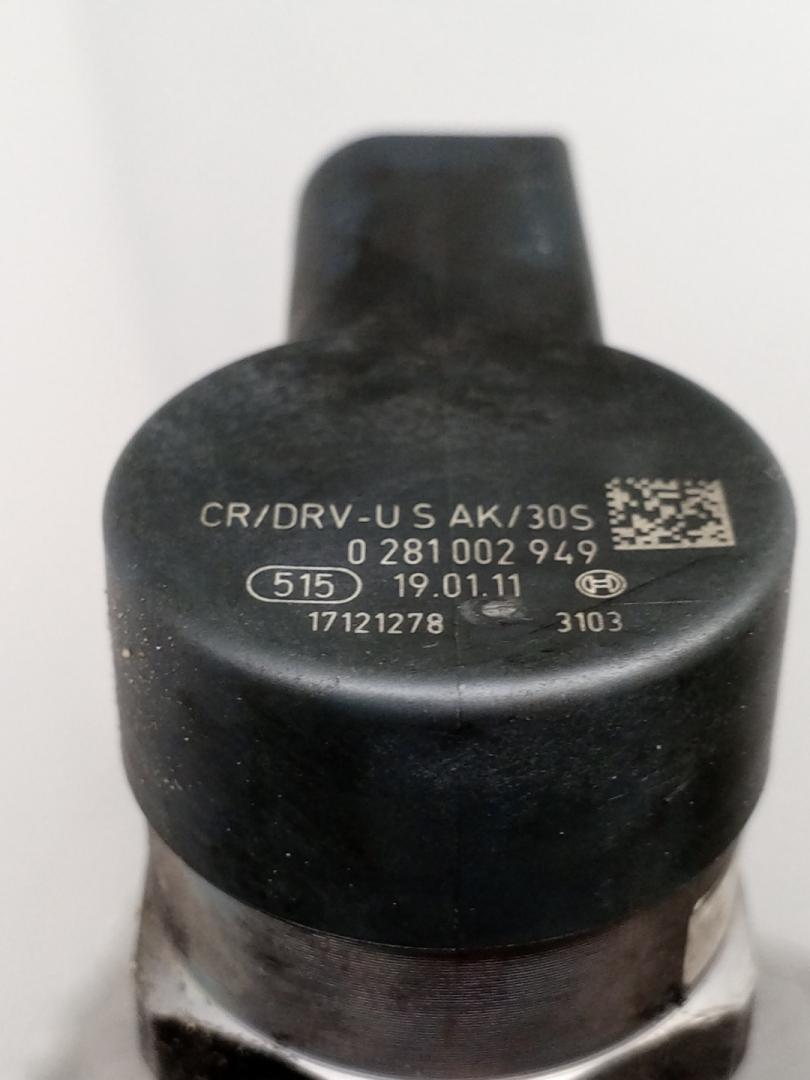 CR/DRV-U S AK/30S
0 281 002 949
515 19.01.11
17121278 3103